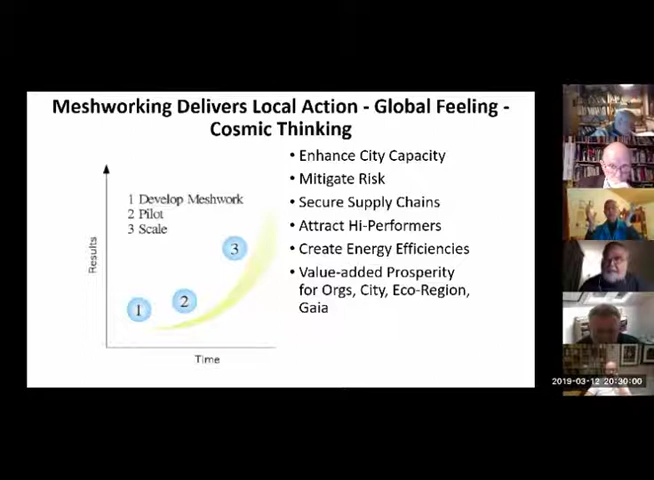 Meshworking Delivers Local Action - Global Feeling -
Cosmic Thinking
1 Develop Meshwork
2 Pilot
3 Scale
Results
1
2
3
Time
• Enhance City Capacity
• Mitigate Risk
• Secure Supply Chains
• Attract Hi-Performers
• Create Energy Efficiencies
• Value-added Prosperity
for Orgs, City, Eco-Region,
Gaia
2019-03-12 20:30:00